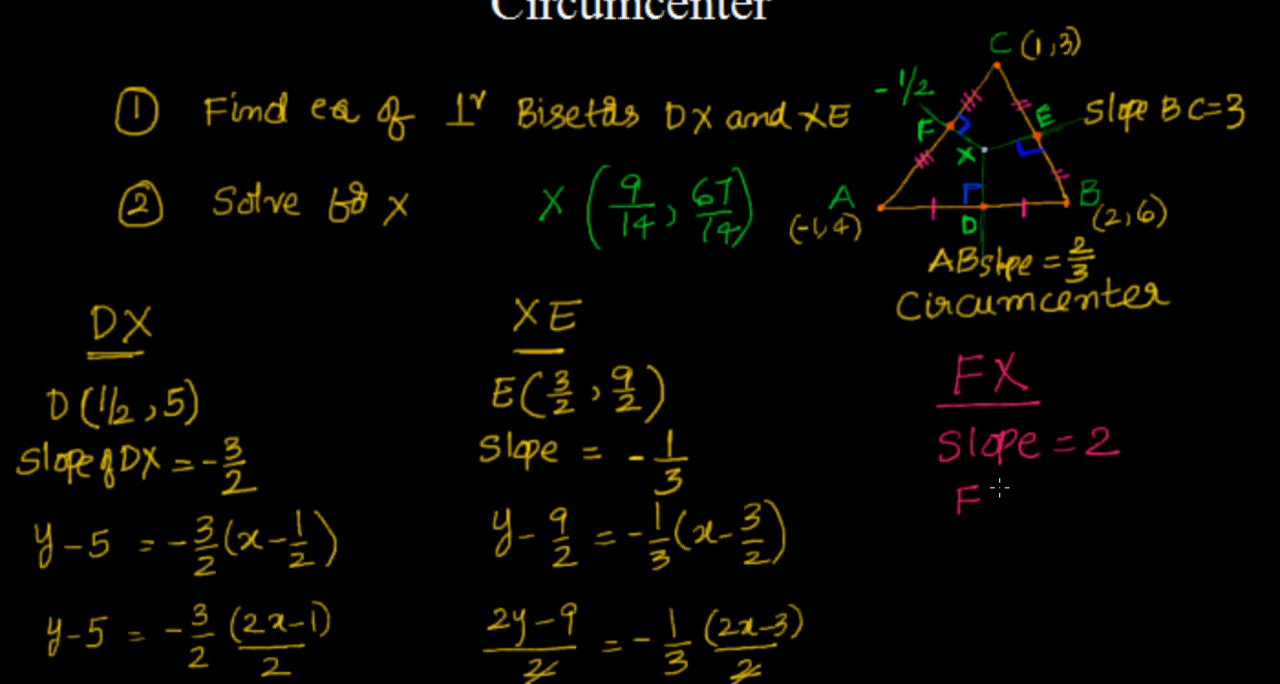 Circumcenter
① Find eq of ⊥r Bisetors DX and XE
② Solve for X X (9/14, 67/14)
C (1,3)
-1/2
F
E
Slope BC=3
X
A
(-1,4)
D
B
(2,6)
AB slope = 2/3
Circumcenter
DX
D(1/2,5)
Slope of DX = -3/2
y-5 = -3/2(x-1/2)
y-5 = -3/2 (2x-1)/2
XE
E(3/2, 9/2)
Slope = -1/3
y-9/2 = -1/3(x-3/2)
(2y-9)/2 = -1/3 (2x-3)/2
FX
Slope = 2
F